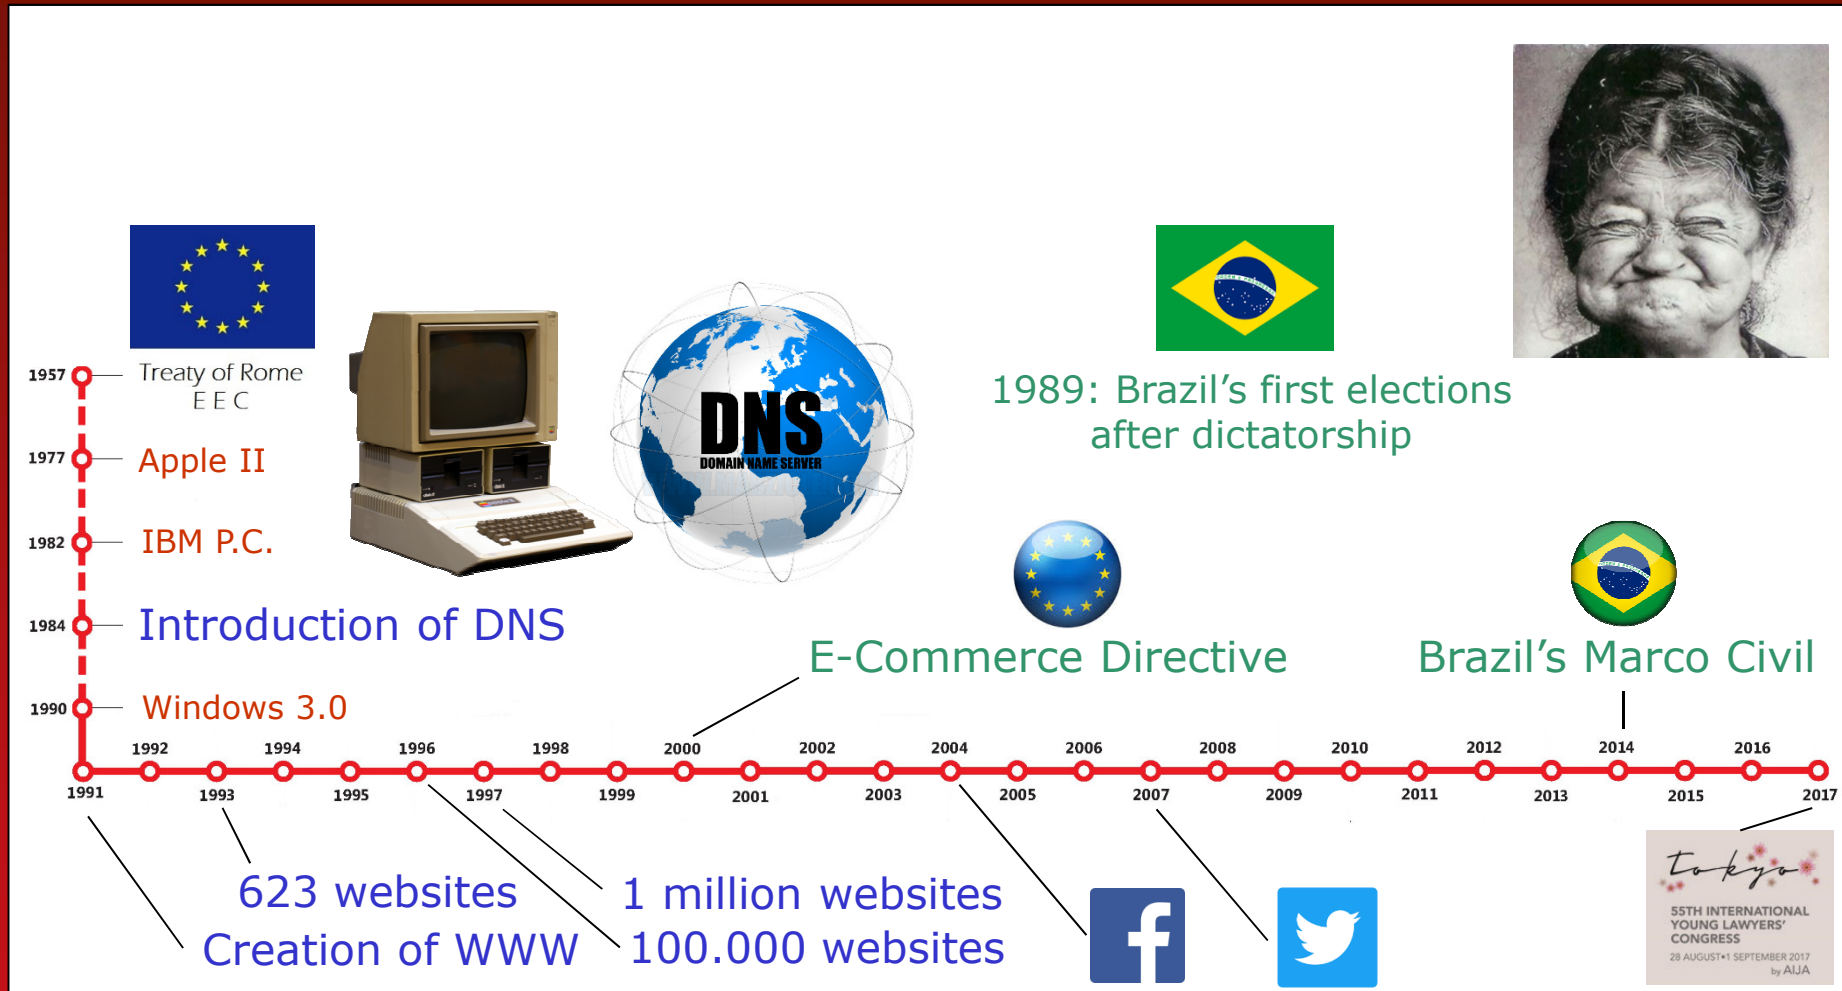 1957
Treaty of Rome
E E C
1977
Apple II
1982
IBM P.C.
1984
Introduction of DNS
1990
Windows 3.0
DNS
DOMAIN NAME SERVER
1989: Brazil's first elections
after dictatorship
E-Commerce Directive
Brazil's Marco Civil
1992 1994 1996 1998 2000 2002 2004 2006 2008 2010 2012 2014 2016
1991 1993 1995 1997 1999 2001 2003 2005 2007 2009 2011 2013 2015 2017
623 websites
Creation of WWW
1 million websites
100.000 websites
f
tokyo
55TH INTERNATIONAL
YOUNG LAWYERS'
CONGRESS
28 AUGUST•1 SEPTEMBER 2017
by AIJA